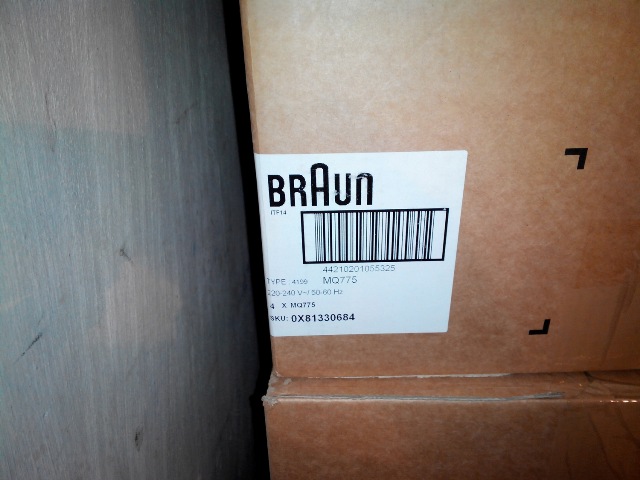 BRAUN
ITF14
44210201055325
TYPE 4199 MQ775
220-240 V~/ 50-60 Hz
4 X MQ775
SKU: 0X81330684